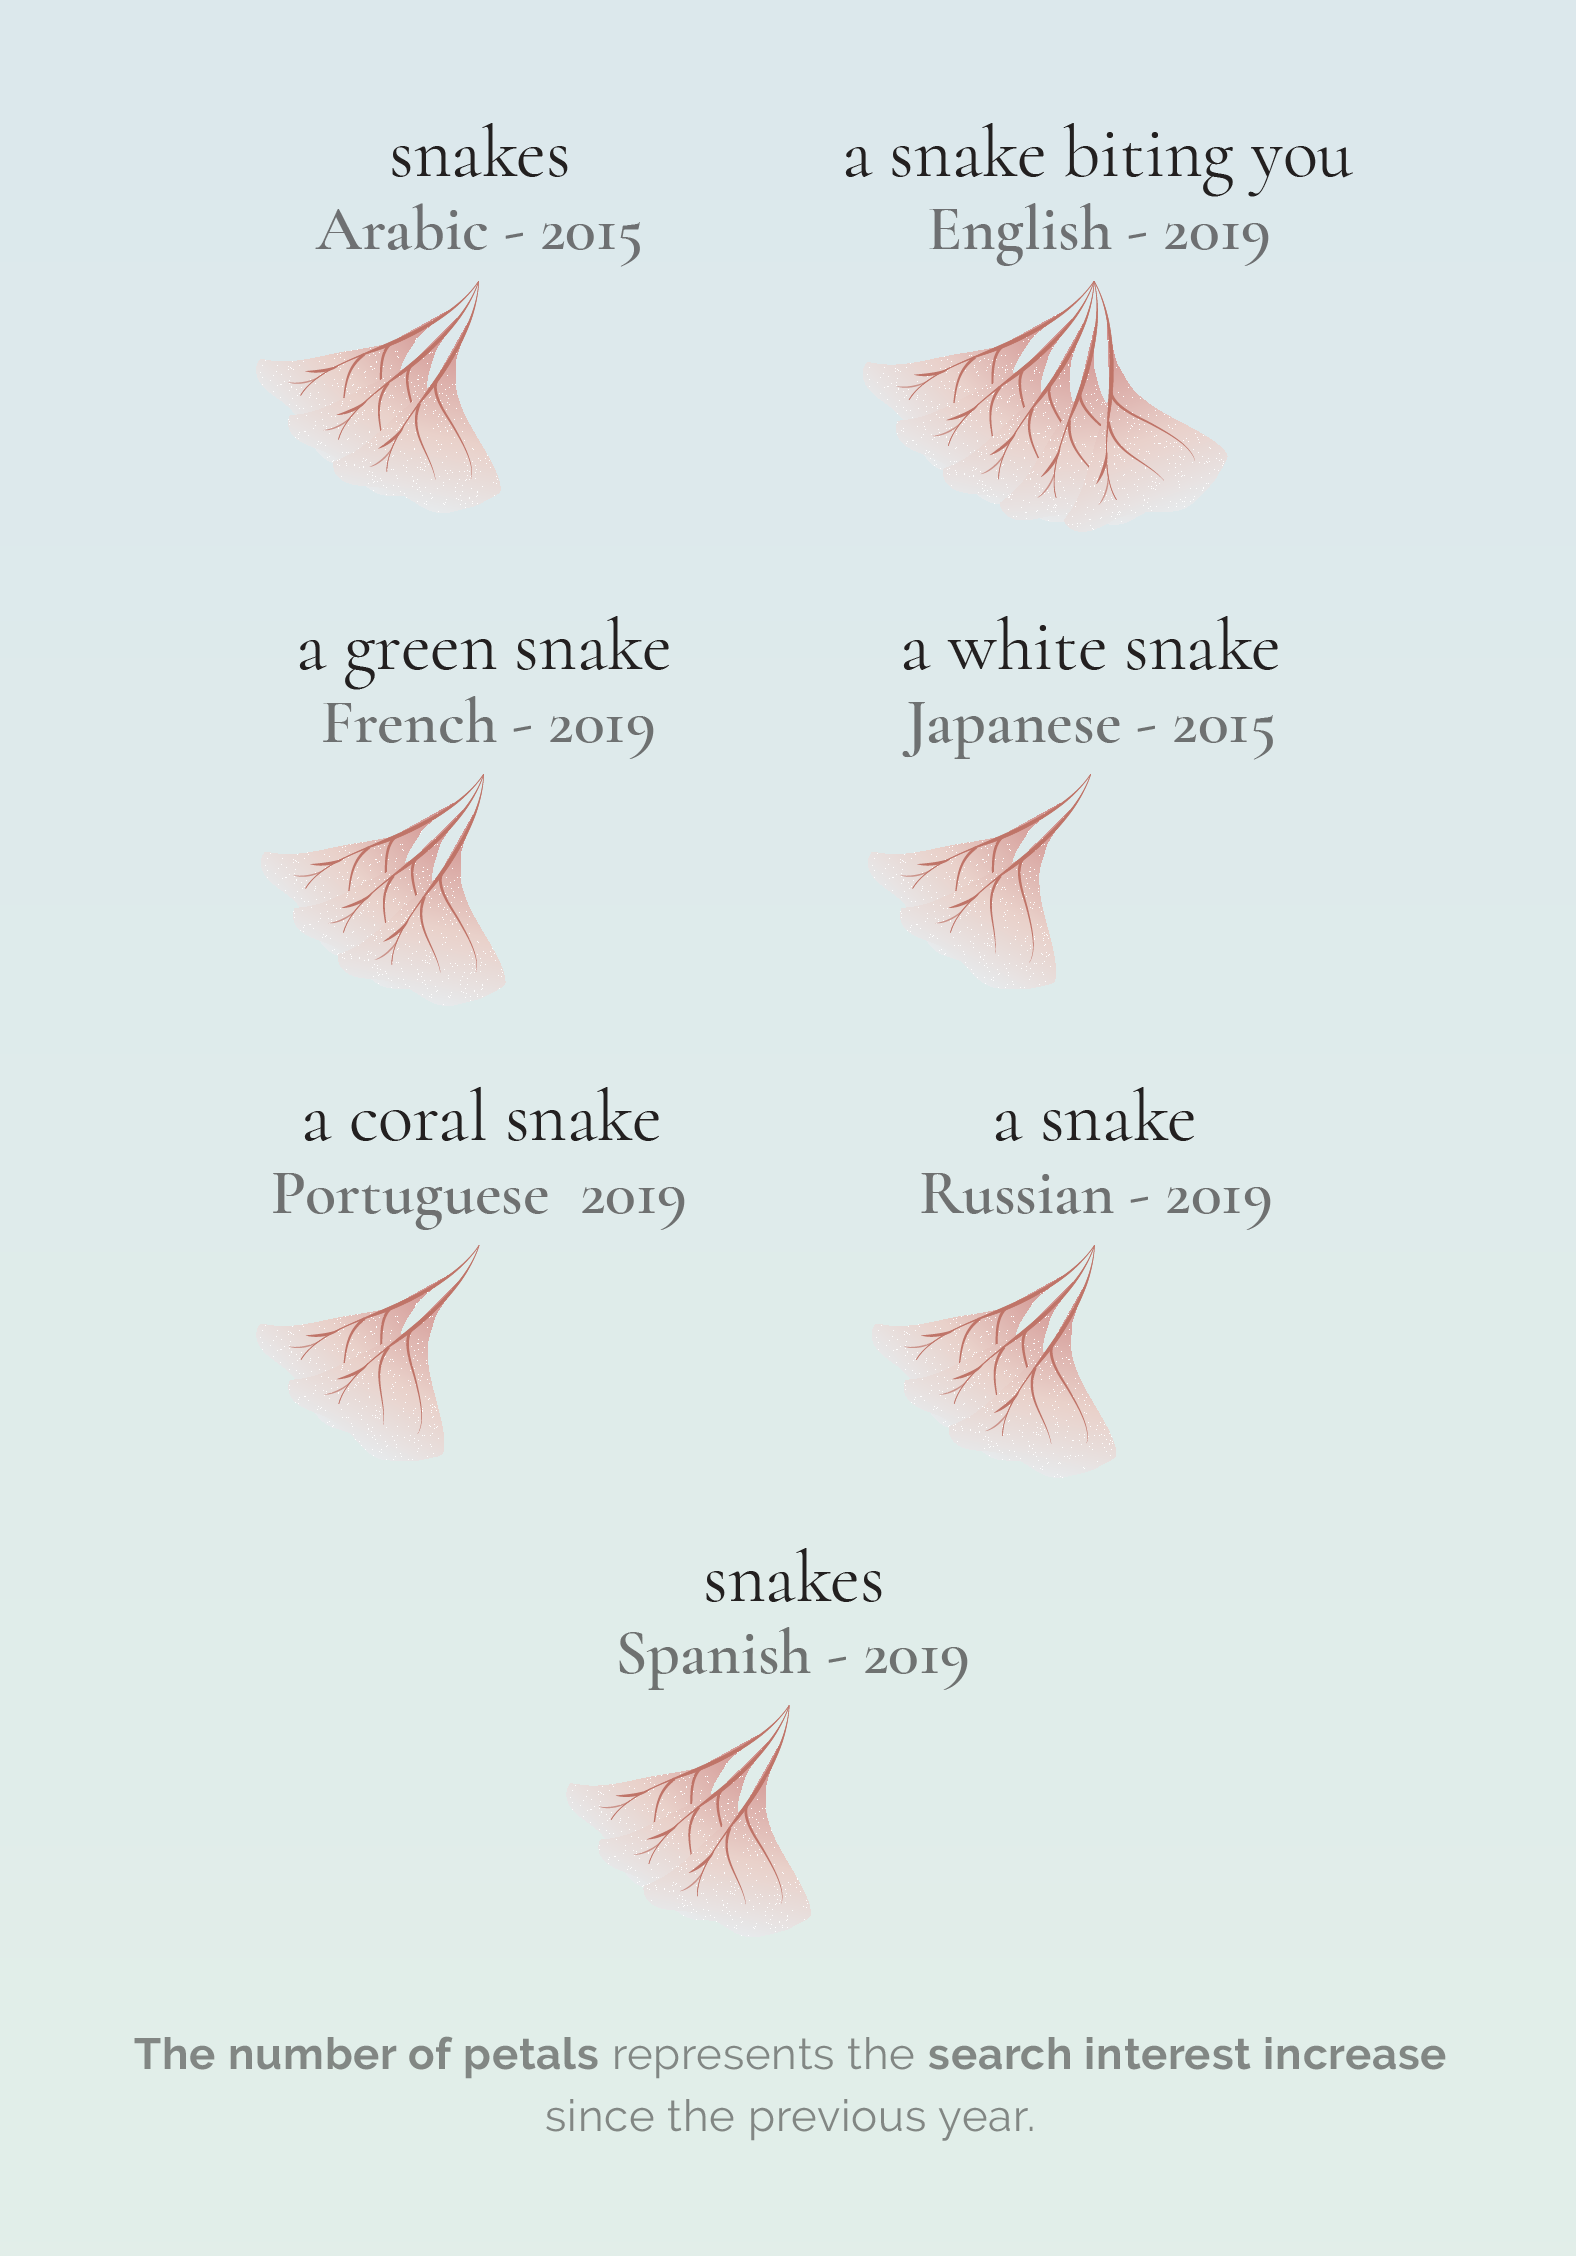 snakes
Arabic - 2015
a snake biting you
English - 2019
a green snake
French - 2019
a white snake
Japanese - 2015
a coral snake
Portuguese 2019
a snake
Russian - 2019
snakes
Spanish - 2019
The number of petals represents the search interest increase
since the previous year.